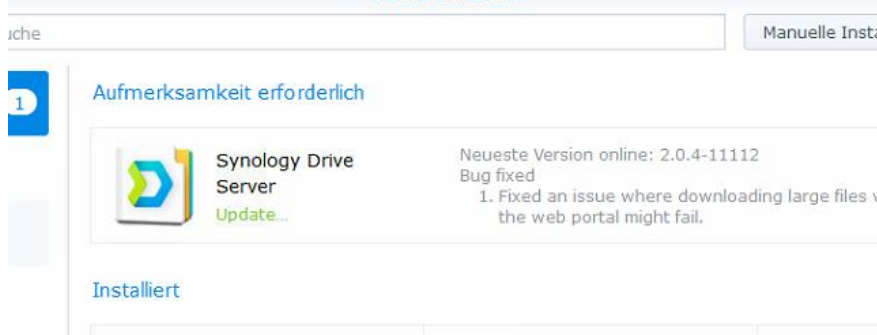 uche
Manuelle Insta
1
Aufmerksamkeit erforderlich
Synology Drive
Server
Update...
Neueste Version online: 2.0.4-11112
Bug fixed
1. Fixed an issue where downloading large files v
the web portal might fail.
Installiert